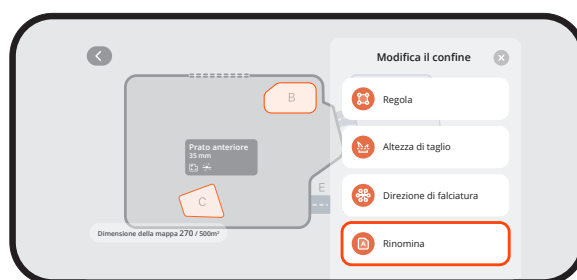 Modifica il confine
B
Regola
Prato anteriore
35 mm
Altezza di taglio
E
Direzione di falciatura
C
Dimensione della mappa 270 / 500m²
A
Rinomina